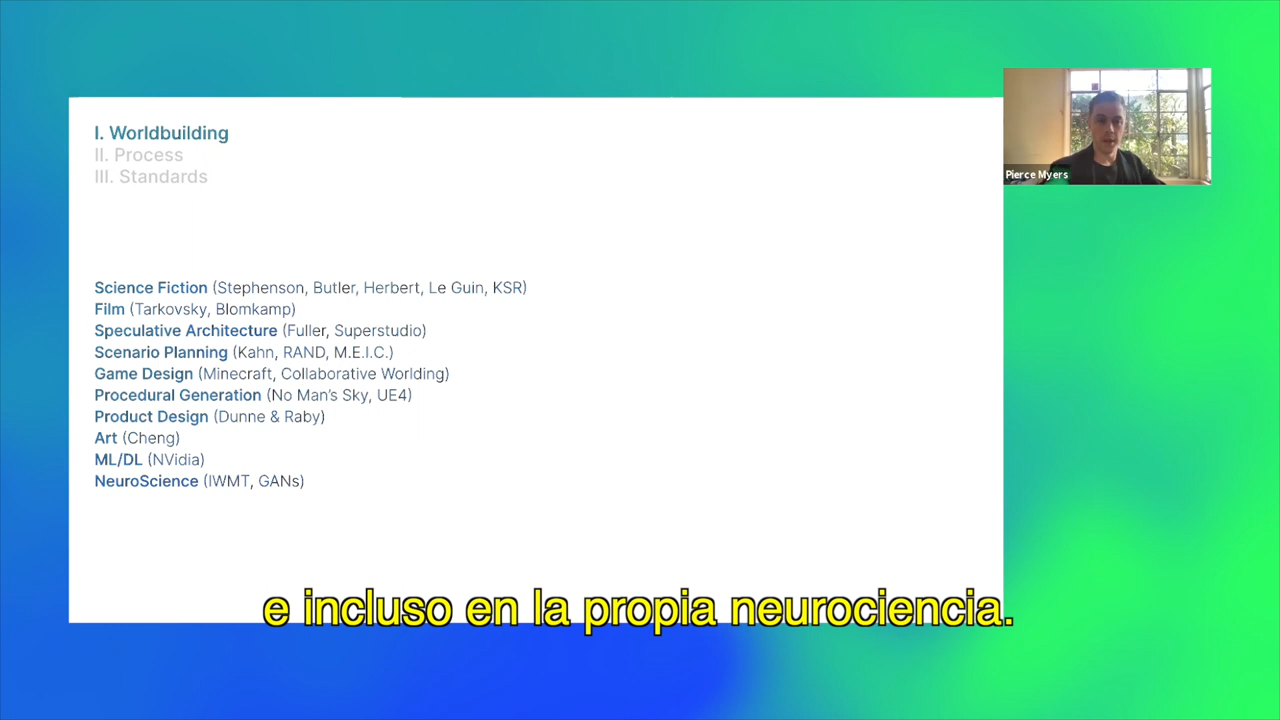 I. Worldbuilding
II. Process
III. Standards
Science Fiction (Stephenson, Butler, Herbert, Le Guin, KSR)
Film (Tarkovsky, Blomkamp)
Speculative Architecture (Fuller, Superstudio)
Scenario Planning (Kahn, RAND, M.E.I.C.)
Game Design (Minecraft, Collaborative Worlding)
Procedural Generation (No Man’s Sky, UE4)
Product Design (Dunne & Raby)
Art (Cheng)
ML/DL (NVidia)
NeuroScience (IWMT, GANs)
Pierce Myers
e incluso en la propia neurociencia.